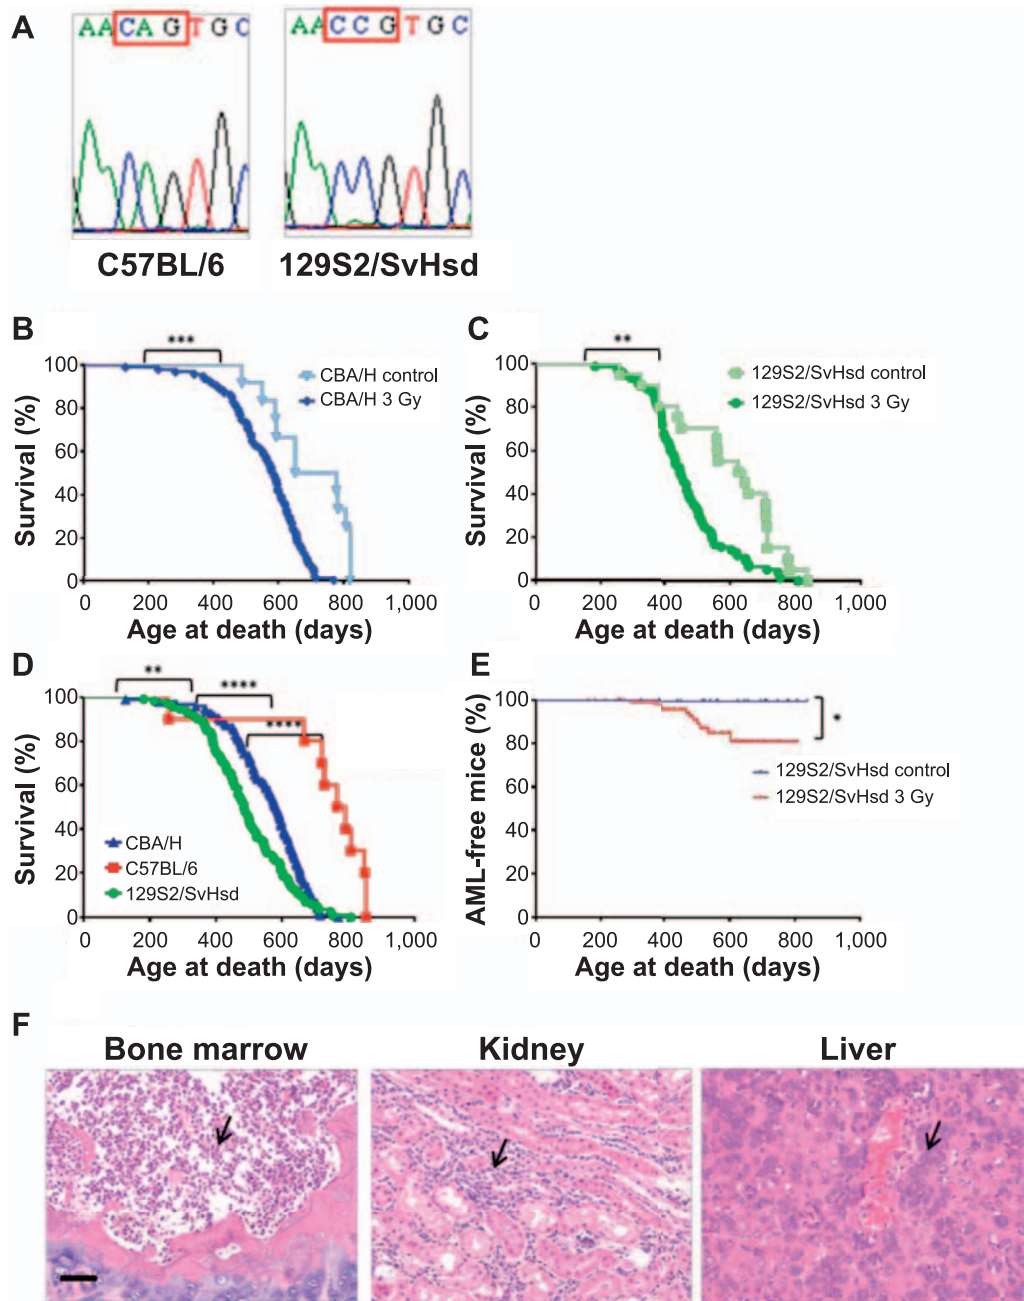 A
AACAGTGC
AACCGTGC
C57BL/6
129S2/SvHsd
B
***
100
80
60
40
20
0
Survival (%)
CBA/H control
CBA/H 3 Gy
0 200 400 600 800 1,000
Age at death (days)
C
**
100
80
60
40
20
0
Survival (%)
129S2/SvHsd control
129S2/SvHsd 3 Gy
0 200 400 600 800 1,000
Age at death (days)
D
**
****
****
100
80
60
40
20
0
Survival (%)
CBA/H
C57BL/6
129S2/SvHsd
0 200 400 600 800 1,000
Age at death (days)
E
100
80
60
40
20
0
AML-free mice (%)
*
129S2/SvHsd control
129S2/SvHsd 3 Gy
0 200 400 600 800 1,000
Age at death (days)
F
Bone marrow
Kidney
Liver